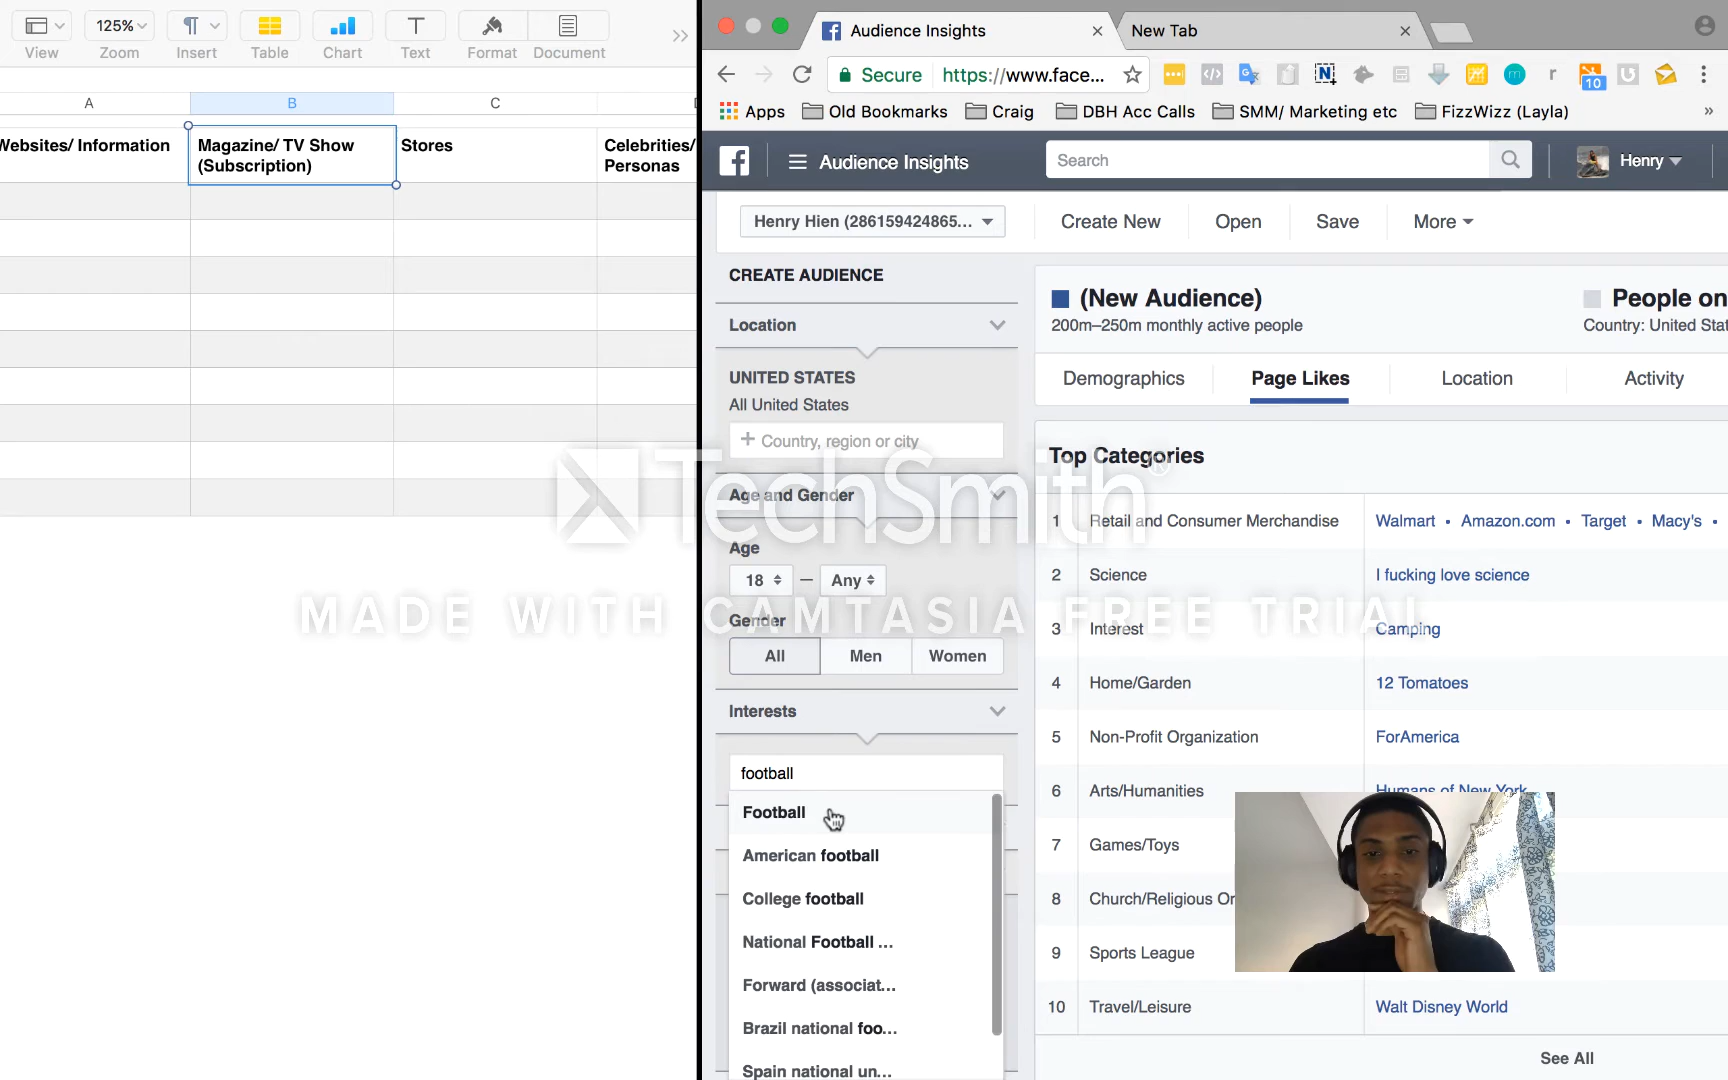 View
125%
Zoom
Insert
Table
Chart
Text
Format
Document
A
B
C
Websites/ Information
Magazine/ TV Show
(Subscription)
Stores
Celebrities/
Personas
Audience Insights
New Tab
Secure
https://www.face...
10
Apps
Old Bookmarks
Craig
DBH Acc Calls
SMM/ Marketing etc
FizzWizz (Layla)
»
Audience Insights
Search
Henry
Henry Hien (286159424865...
Create New
Open
Save
More
CREATE AUDIENCE
Location
UNITED STATES
All United States
+ Country, region or city
Age and Gender
Age
18 — Any
Gender
All
Men
Women
Interests
football
Football
American football
College football
National Football ...
Forward (associat...
Brazil national foo...
Spain national un...
(New Audience)
200m–250m monthly active people
People on
Country: United Stat
Demographics
Page Likes
Location
Activity
Top Categories
1 Retail and Consumer Merchandise Walmart • Amazon.com • Target • Macy's •
2 Science I fucking love science
3 Interest Camping
4 Home/Garden 12 Tomatoes
5 Non-Profit Organization ForAmerica
6 Arts/Humanities Humans of New York
7 Games/Toys
8 Church/Religious Or
9 Sports League
10 Travel/Leisure Walt Disney World
See All
TechSmith®
MADE WITH CAMTASIA FREE TRIAL